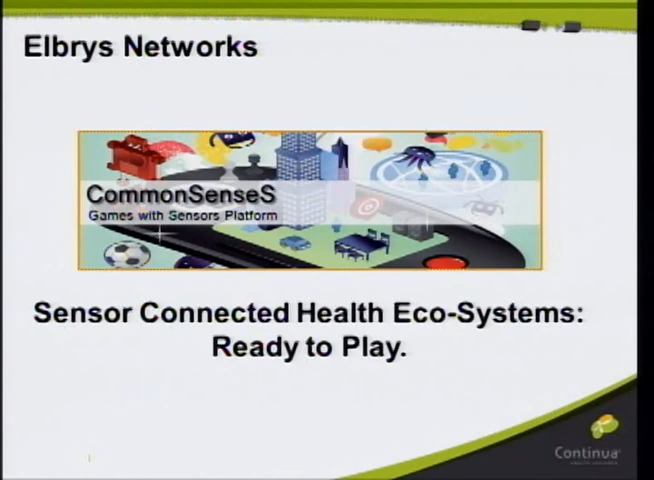 Elbrys Networks
CommonSenseS
Games with Sensors Platform
Sensor Connected Health Eco-Systems:
Ready to Play.
Continua